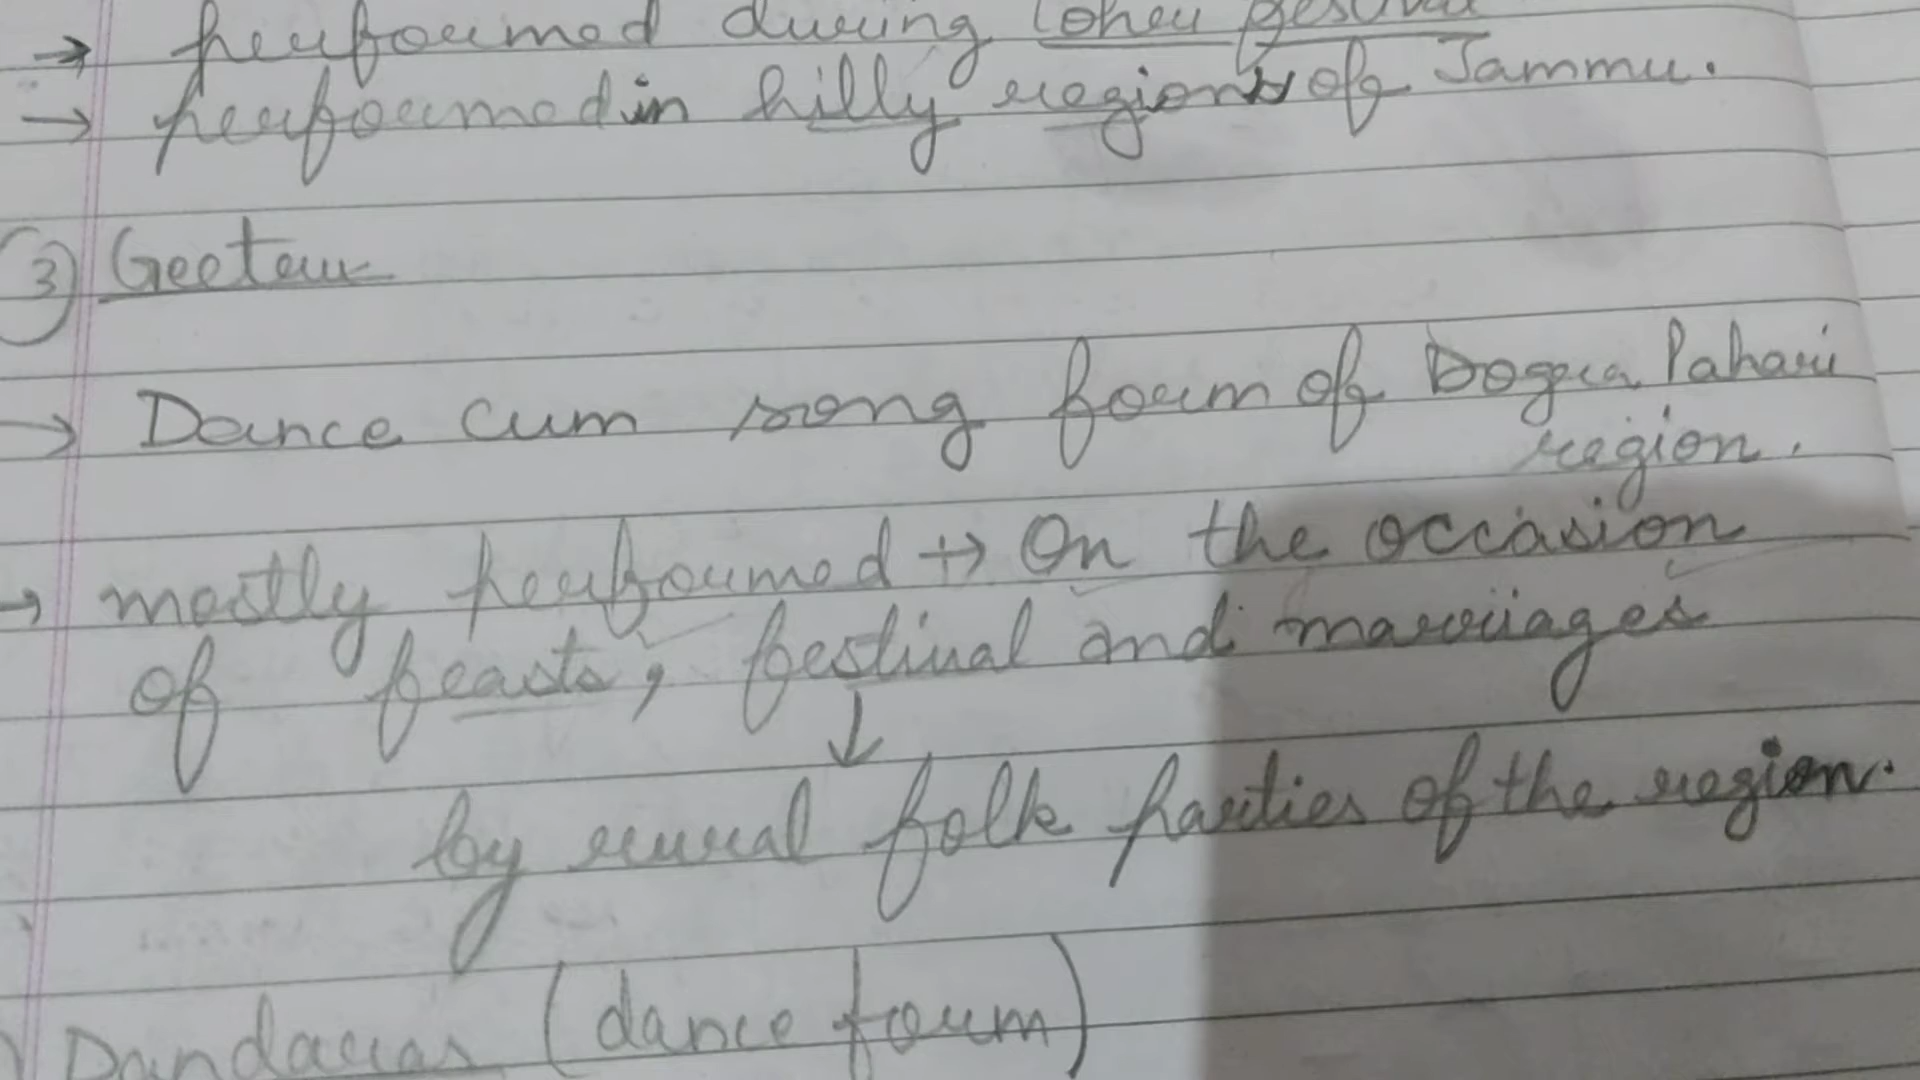 → performed during Lohri festival
→ performed in hilly regions of Jammu.
③ Geetru
→ Dance cum song form of Dogra Pahari
region.
→ mostly performed → On the occasion
of feasts, festival and marriages
↓
by rural folk parties of the region.
Dandaras (dance form)